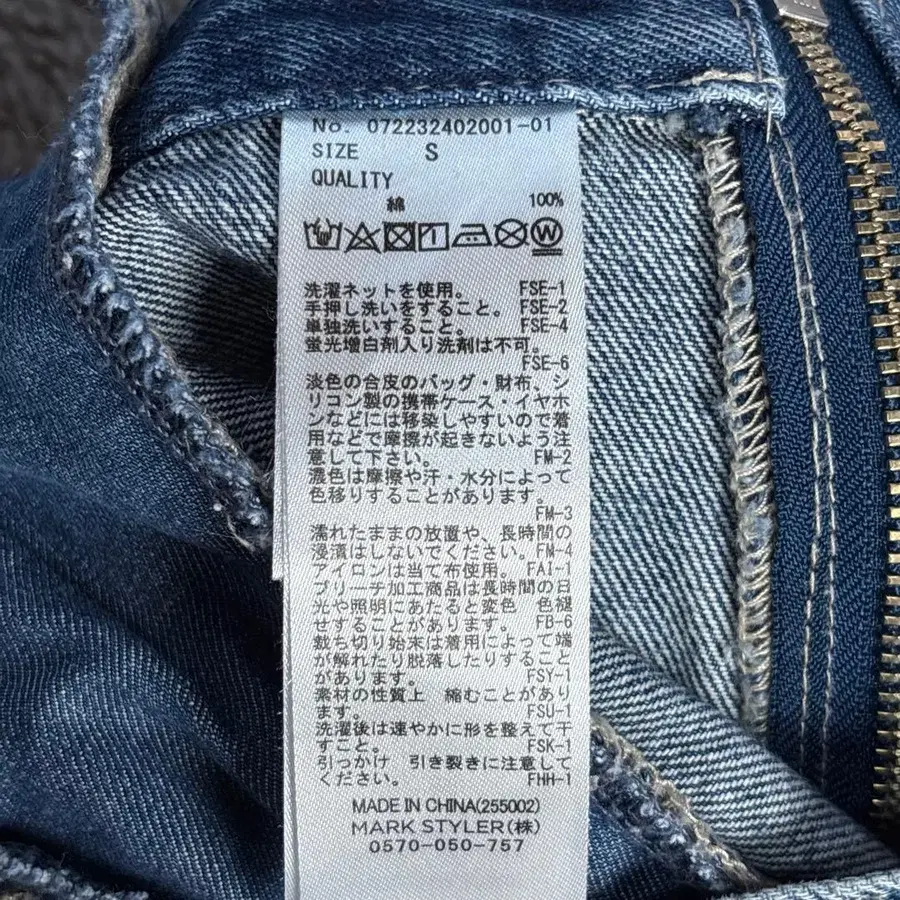 No. 072232402001-01
SIZE S
QUALITY
綿 100%
W
洗濯ネットを使用。 FSE-1
手押し洗いをすること。 FSE-2
単独洗いすること。 FSE-4
蛍光増白剤入り洗剤は不可。
FSE-6
淡色の合皮のバッグ・財布、シ
リコン製の携帯ケース・イヤホ
ンなどには移染しやすいので着
用などで摩擦が起きないよう注
意して下さい。 FM-2
濃色は摩擦や汗・水分によって
色移りすることがあります。
FM-3
濡れたままの放置や、長時間の
浸漬はしないでください。 FM-4
アイロンは当て布使用。 FAI-1
ブリーチ加工商品は長時間の日
光や照明にあたると変色 色褪
せすることがあります。 FB-6
裁ち切り始末は着用によって端
が解れたり脱落したりすること
があります。 FSY-1
素材の性質上 縮むことがあり
ます。 FSU-1
洗濯後は速やかに形を整えて干
すこと。 FSK-1
引っかけ 引き裂きに注意して
ください。 FHH-1
MADE IN CHINA(255002)
MARK STYLER(株)
0570-050-757